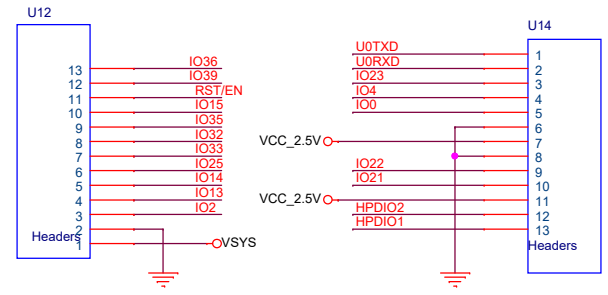 U12
IO36 13
IO39 12
RST/EN 11
IO15 10
IO35 9
IO32 8
IO33 7
IO25 6
IO14 5
IO13 4
IO2 3
2
Headers
1 VSYS
U14
U0TXD 1
U0RXD 2
IO23 3
IO4 4
IO0 5
6
VCC_2.5V 7
8
IO22 9
IO21 10
VCC_2.5V 11
HPDIO2 12
HPDIO1 13
Headers